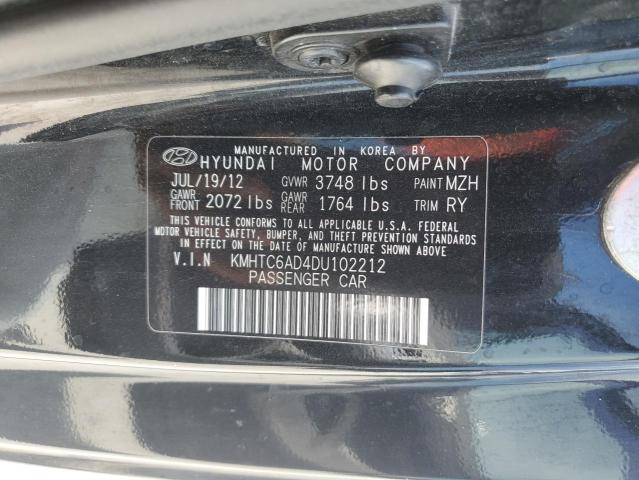 MANUFACTURED IN KOREA BY
HYUNDAI MOTOR COMPANY
JUL/19/12 GVWR 3748 lbs PAINT MZH
GAWR FRONT 2072 lbs GAWR REAR 1764 lbs TRIM RY
THIS VEHICLE CONFORMS TO ALL APPLICABLE U.S.A. FEDERAL
MOTOR VEHICLE SAFETY, BUMPER, AND THEFT PREVENTION STANDARDS
IN EFFECT ON THE DATE OF MANUFACTURE SHOWN ABOVE.
V.I.N KMHTC6AD4DU102212
PASSENGER CAR